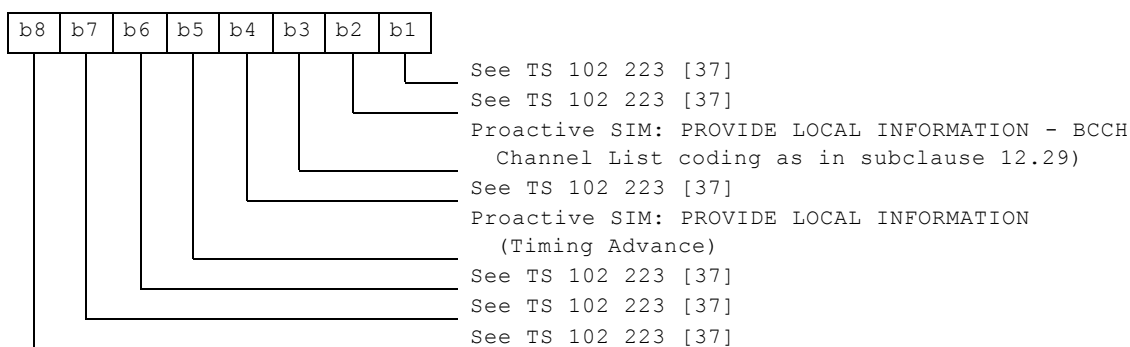 b8 b7 b6 b5 b4 b3 b2 b1
See TS 102 223 [37]
See TS 102 223 [37]
Proactive SIM: PROVIDE LOCAL INFORMATION - BCCH
Channel List coding as in subclause 12.29)
See TS 102 223 [37]
Proactive SIM: PROVIDE LOCAL INFORMATION
(Timing Advance)
See TS 102 223 [37]
See TS 102 223 [37]
See TS 102 223 [37]